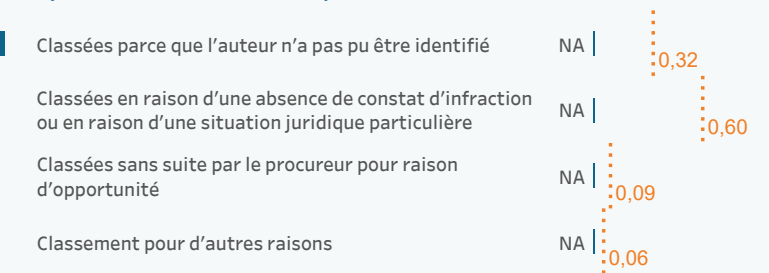 Classées parce que l’auteur n’a pas pu être identifié NA 0,32
Classées en raison d’une absence de constat d’infraction
ou en raison d’une situation juridique particulière NA 0,60
Classées sans suite par le procureur pour raison
d’opportunité NA 0,09
Classement pour d’autres raisons NA 0,06